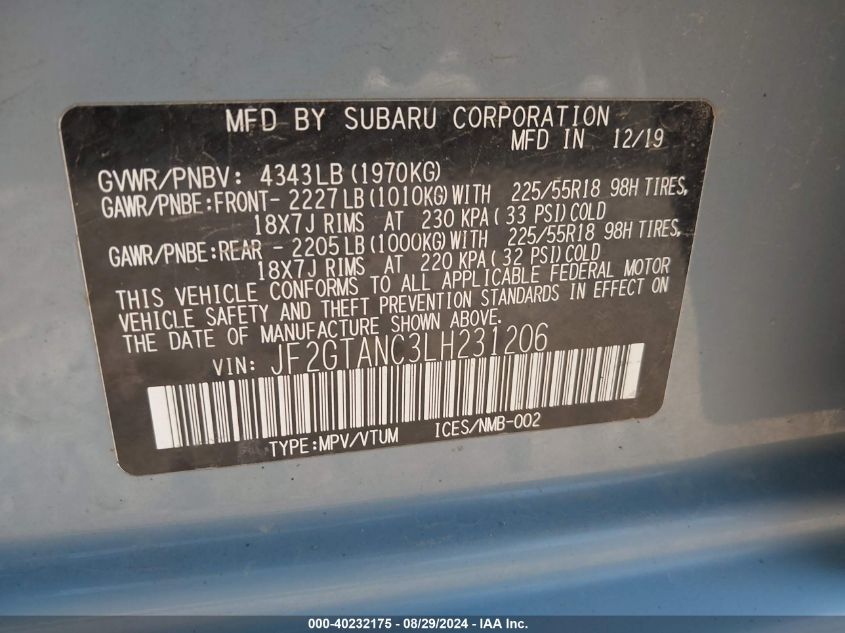 MFD BY SUBARU CORPORATION
MFD IN 12/19
GVWR/PNBV: 4343LB (1970KG)
GAWR/PNBE:FRONT- 2227LB (1010KG) WITH 225/55R18 98H TIRES,
18X7J RIMS AT 230 KPA ( 33 PSI) COLD
GAWR/PNBE:REAR - 2205LB (1000KG) WITH 225/55R18 98H TIRES,
18X7J RIMS AT 220 KPA ( 32 PSI) COLD
THIS VEHICLE CONFORMS TO ALL APPLICABLE FEDERAL MOTOR
VEHICLE SAFETY AND THEFT PREVENTION STANDARDS IN EFFECT ON
THE DATE OF MANUFACTURE SHOWN ABOVE.
VIN: JF2GTANC3LH231206
TYPE:MPV/VTUM ICES/NMB-002
000-40232175 - 08/29/2024 - IAA Inc.